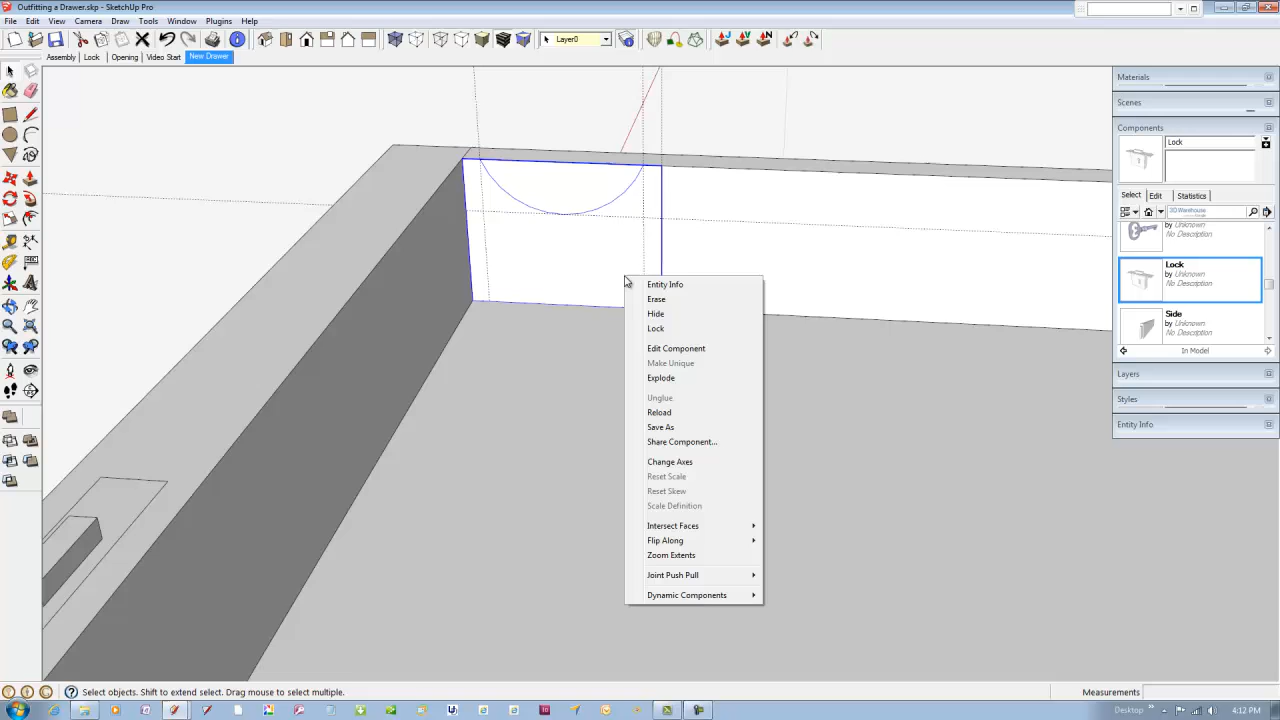 Outfitting a Drawer.skp - SketchUp Pro
File Edit View Camera Draw Tools Window Plugins Help
Layer0
Assembly Lock Opening Video Start New Drawer
Materials
Scenes
Components
Lock
Select Edit Statistics
3D Warehouse
by Unknown
No Description
Lock
by Unknown
No Description
Side
by Unknown
No Description
In Model
Layers
Styles
Entity Info
Entity Info
Erase
Hide
Lock
Edit Component
Make Unique
Explode
Unglue
Reload
Save As
Share Component...
Change Axes
Reset Scale
Reset Skew
Scale Definition
Intersect Faces
Flip Along
Zoom Extents
Joint Push Pull
Dynamic Components
Select objects. Shift to extend select. Drag mouse to select multiple.
Measurements
Desktop
4:12 PM